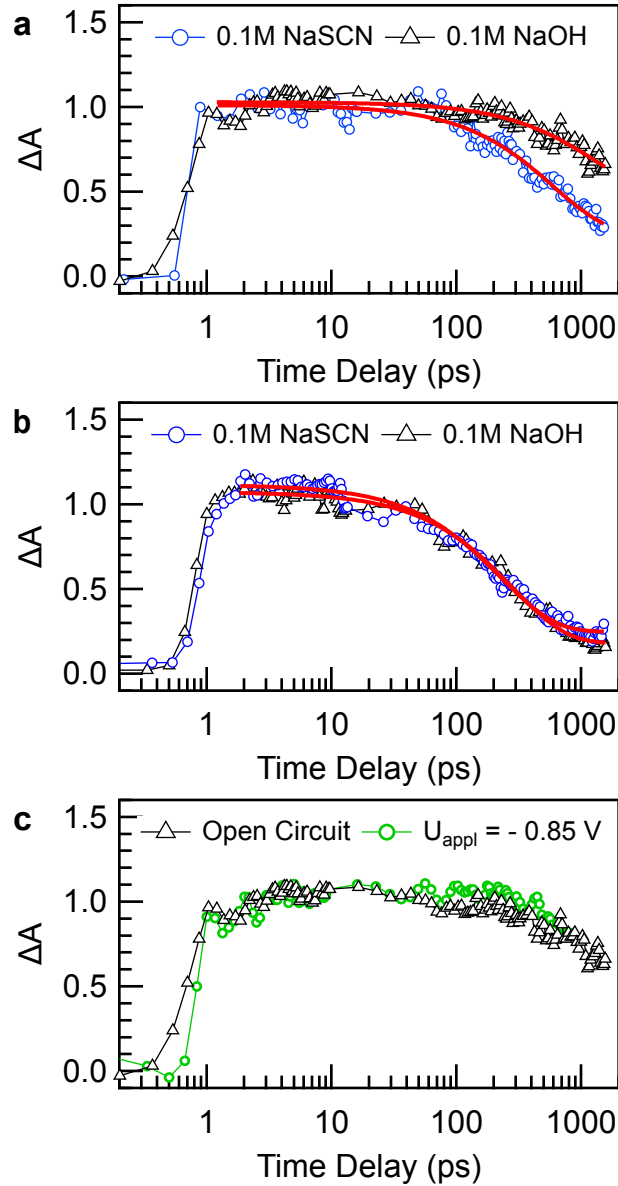 a
1.5
○ 0.1M NaSCN △ 0.1M NaOH
1.0
ΔA
0.5
0.0
1 10 100 1000
Time Delay (ps)
b
1.5
○ 0.1M NaSCN △ 0.1M NaOH
1.0
ΔA
0.5
0.0
1 10 100 1000
Time Delay (ps)
c
1.5
△ Open Circuit ○ U_appl = - 0.85 V
1.0
ΔA
0.5
0.0
1 10 100 1000
Time Delay (ps)